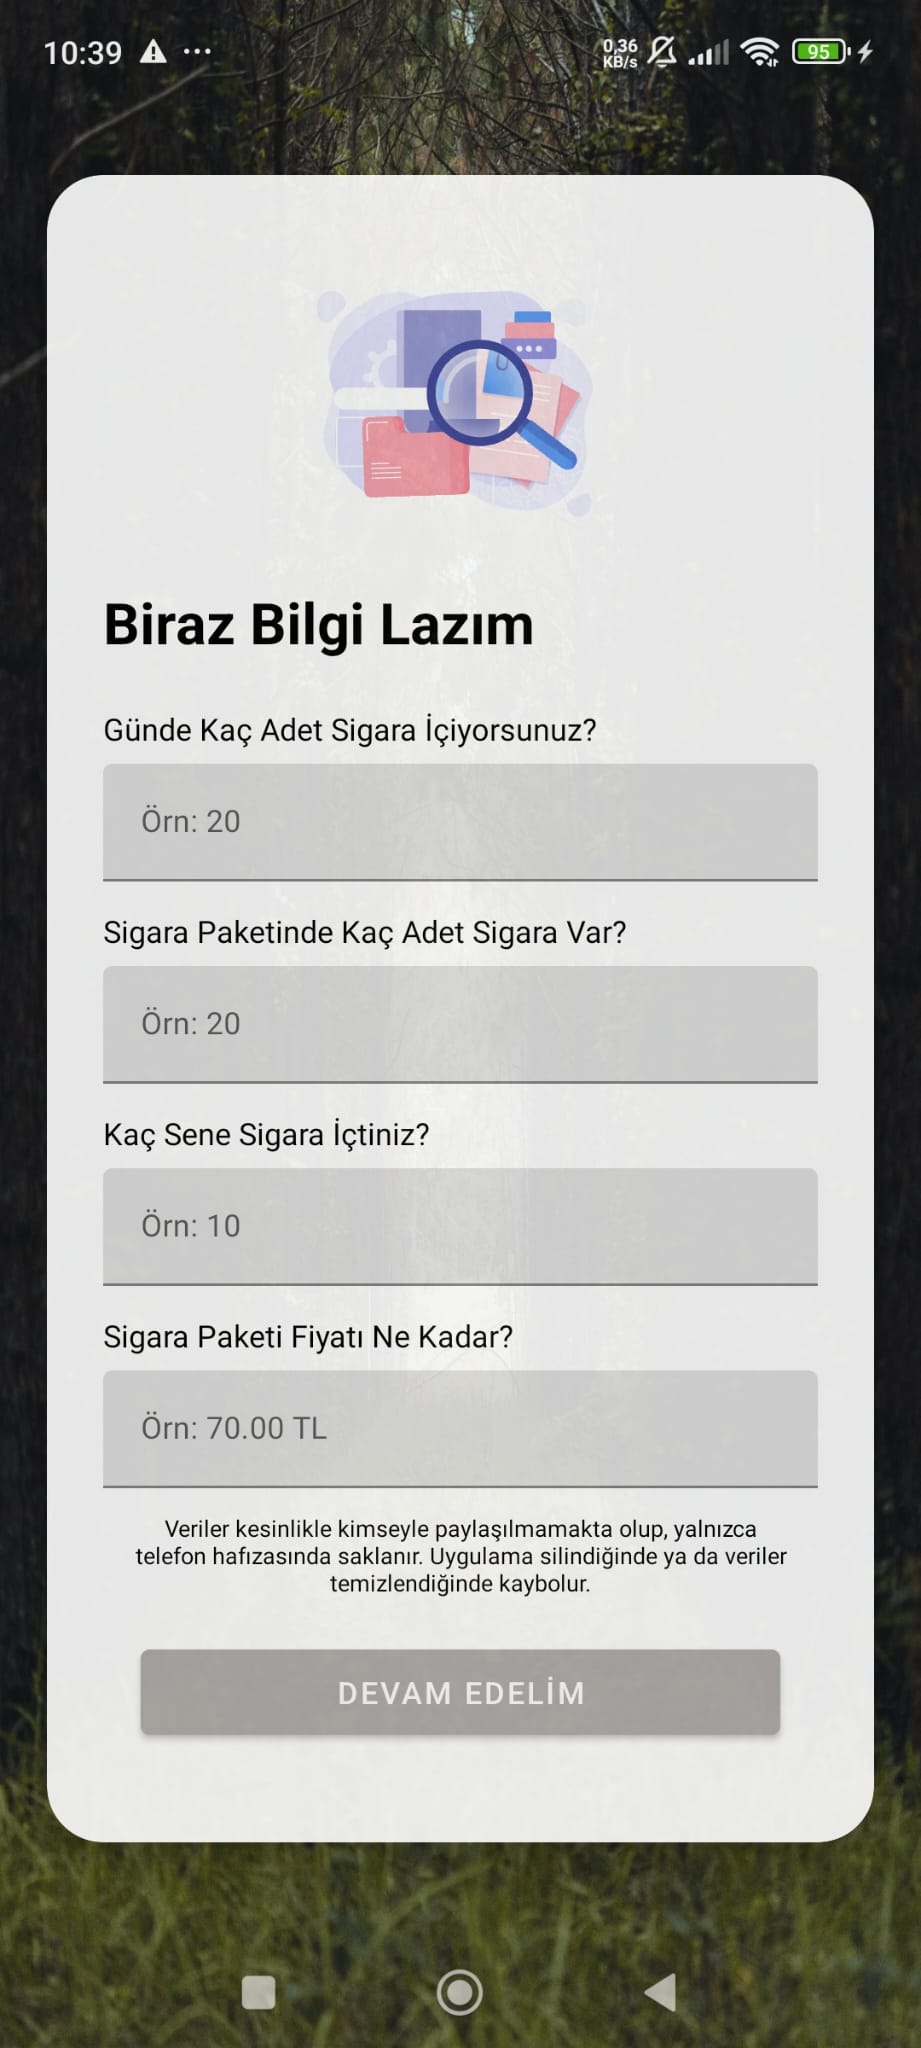 10:39
0,36
KB/s
95
Biraz Bilgi Lazım
Günde Kaç Adet Sigara İçiyorsunuz?
Örn: 20
Sigara Paketinde Kaç Adet Sigara Var?
Örn: 20
Kaç Sene Sigara İçtiniz?
Örn: 10
Sigara Paketi Fiyatı Ne Kadar?
Örn: 70.00 TL
Veriler kesinlikle kimseyle paylaşılmamakta olup, yalnızca
telefon hafızasında saklanır. Uygulama silindiğinde ya da veriler
temizlendiğinde kaybolur.
DEVAM EDELİM